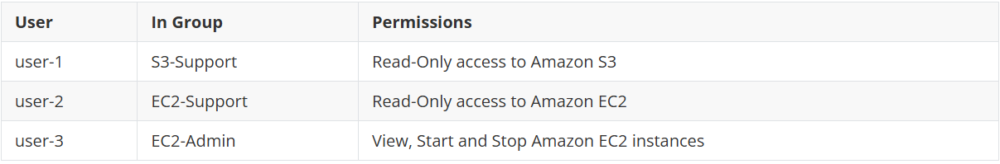 User In Group Permissions
user-1 S3-Support Read-Only access to Amazon S3
user-2 EC2-Support Read-Only access to Amazon EC2
user-3 EC2-Admin View, Start and Stop Amazon EC2 instances